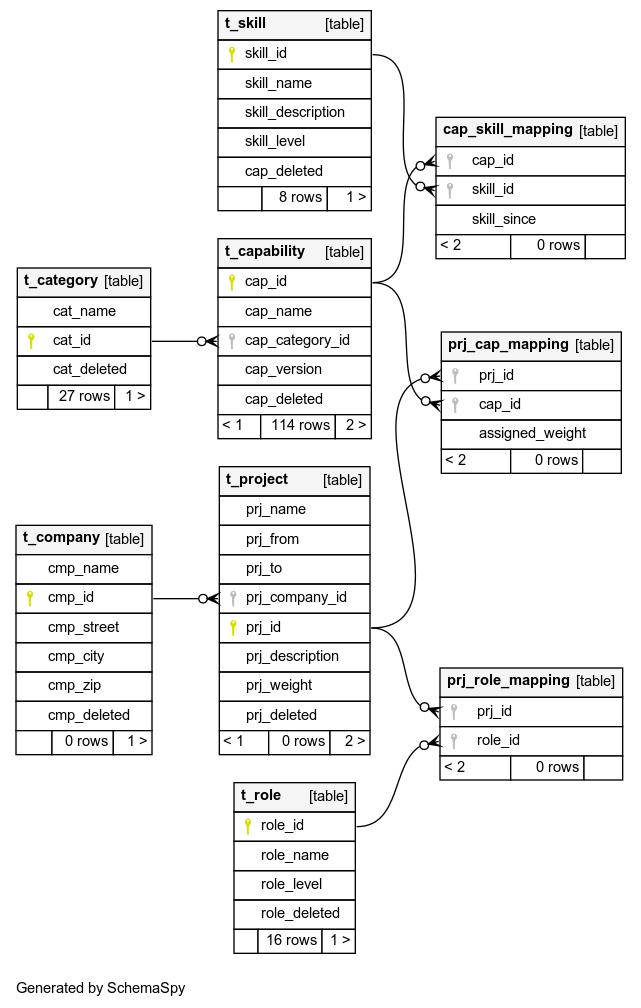 t_skill [table]
skill_id
skill_name
skill_description
skill_level
cap_deleted
8 rows 1 >
cap_skill_mapping [table]
cap_id
skill_id
skill_since
< 2 0 rows
t_category [table]
cat_name
cat_id
cat_deleted
27 rows 1 >
t_capability [table]
cap_id
cap_name
cap_category_id
cap_version
cap_deleted
< 1 114 rows 2 >
prj_cap_mapping [table]
prj_id
cap_id
assigned_weight
< 2 0 rows
t_company [table]
cmp_name
cmp_id
cmp_street
cmp_city
cmp_zip
cmp_deleted
0 rows 1 >
t_project [table]
prj_name
prj_from
prj_to
prj_company_id
prj_id
prj_description
prj_weight
prj_deleted
< 1 0 rows 2 >
prj_role_mapping [table]
prj_id
role_id
< 2 0 rows
t_role [table]
role_id
role_name
role_level
role_deleted
16 rows 1 >
Generated by SchemaSpy